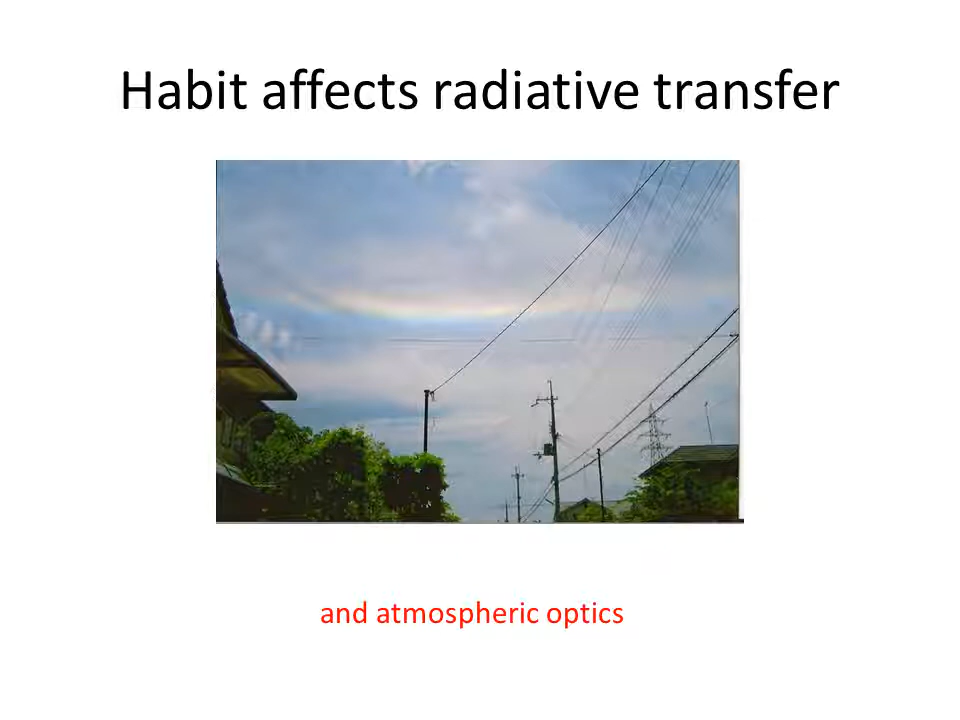 Habit affects radiative transfer
and atmospheric optics